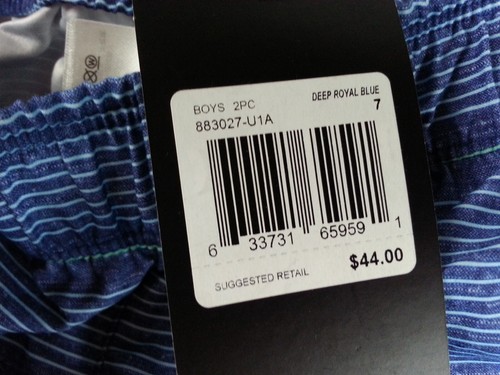 BOYS 2PC
DEEP ROYAL BLUE
883027-U1A
7
6 33731 65959 1
SUGGESTED RETAIL
$44.00